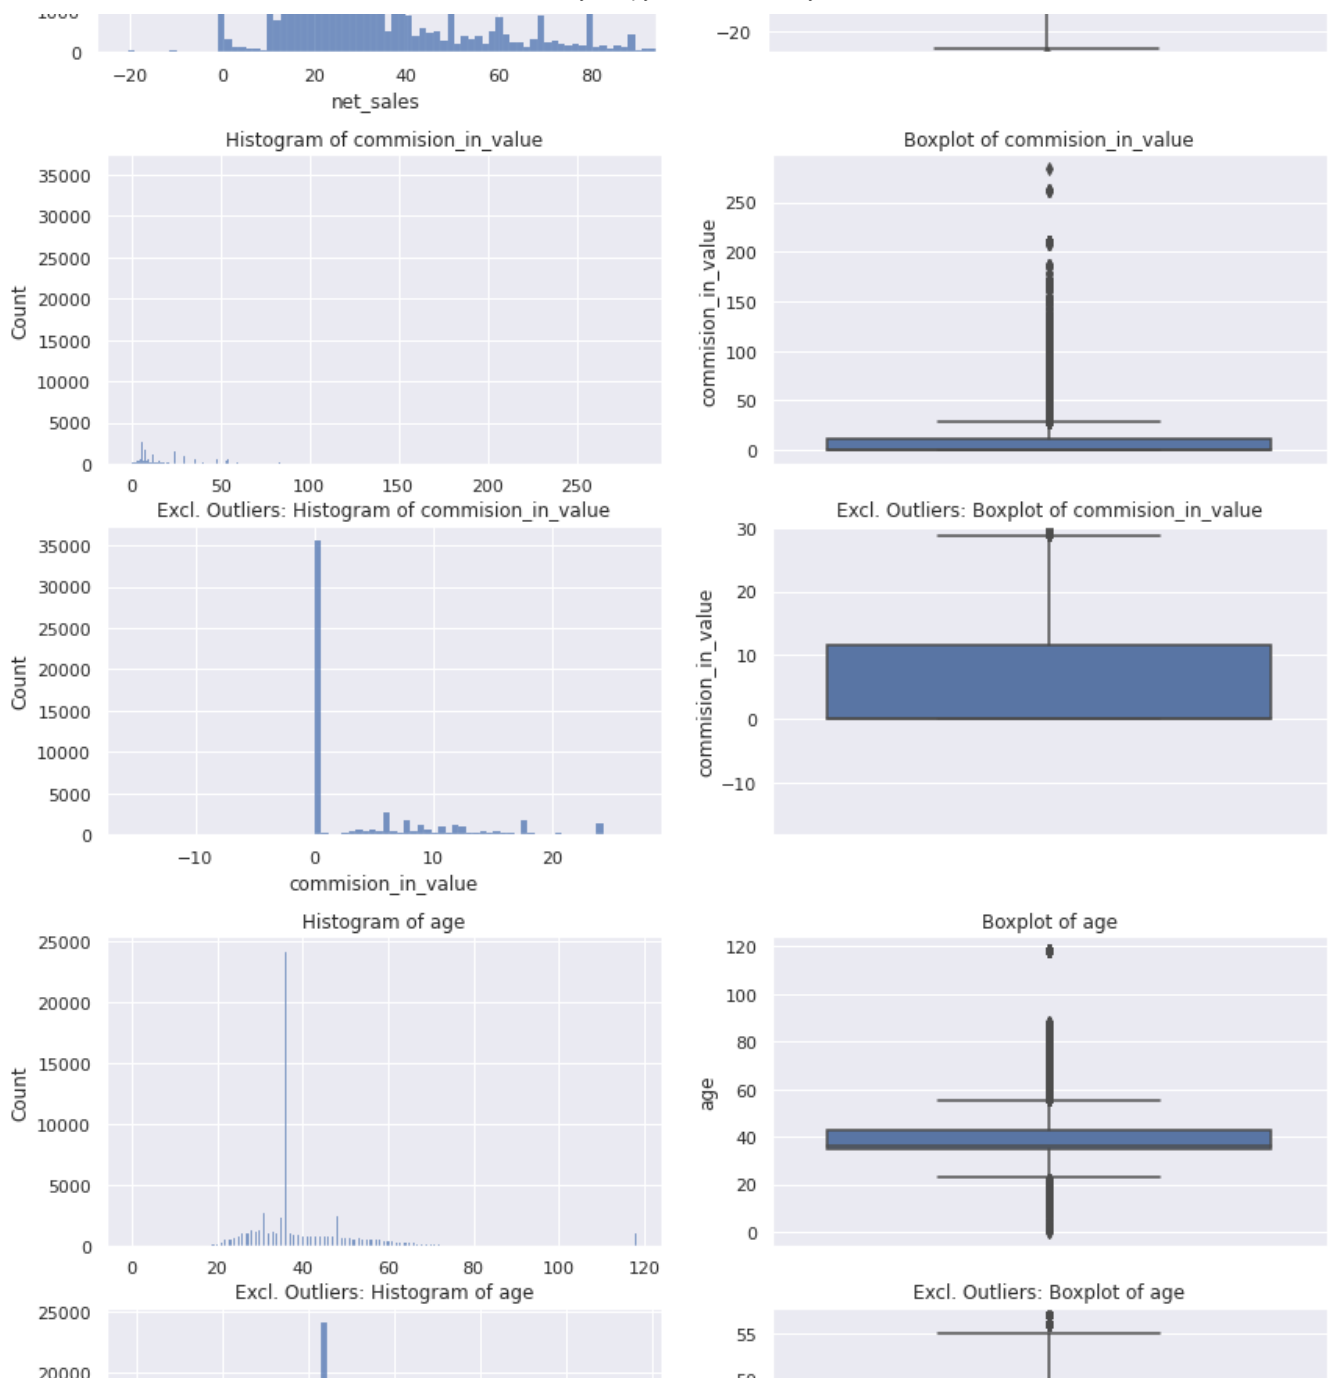 1000
0
−20 0 20 40 60 80
net_sales
−20
Histogram of commision_in_value
35000
30000
25000
20000
15000
10000
5000
0
Count
0 50 100 150 200 250
Boxplot of commision_in_value
250
200
150
100
50
0
commision_in_value
Excl. Outliers: Histogram of commision_in_value
35000
30000
25000
20000
15000
10000
5000
0
Count
−10 0 10 20
commision_in_value
Excl. Outliers: Boxplot of commision_in_value
30
20
10
0
−10
commision_in_value
Histogram of age
25000
20000
15000
10000
5000
0
Count
0 20 40 60 80 100 120
Boxplot of age
120
100
80
60
40
20
0
age
Excl. Outliers: Histogram of age
25000
20000
Excl. Outliers: Boxplot of age
55
50